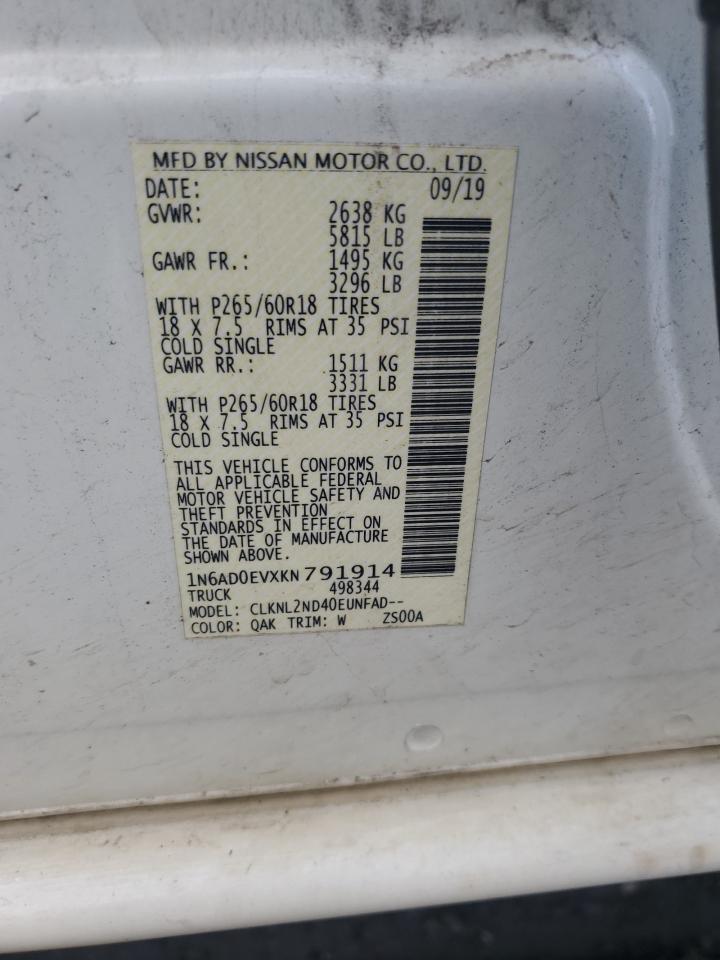 MFD BY NISSAN MOTOR CO., LTD.
DATE: 09/19
GVWR: 2638 KG
5815 LB
GAWR FR.: 1495 KG
3296 LB
WITH P265/60R18 TIRES
18 X 7.5 RIMS AT 35 PSI
COLD SINGLE
GAWR RR.: 1511 KG
3331 LB
WITH P265/60R18 TIRES
18 X 7.5 RIMS AT 35 PSI
COLD SINGLE
THIS VEHICLE CONFORMS TO
ALL APPLICABLE FEDERAL
MOTOR VEHICLE SAFETY AND
THEFT PREVENTION
STANDARDS IN EFFECT ON
THE DATE OF MANUFACTURE
SHOWN ABOVE.
1N6AD0EVXKN791914
TRUCK 498344
MODEL: CLKNL2ND40EUNFAD--
COLOR: QAK TRIM: W ZS00A